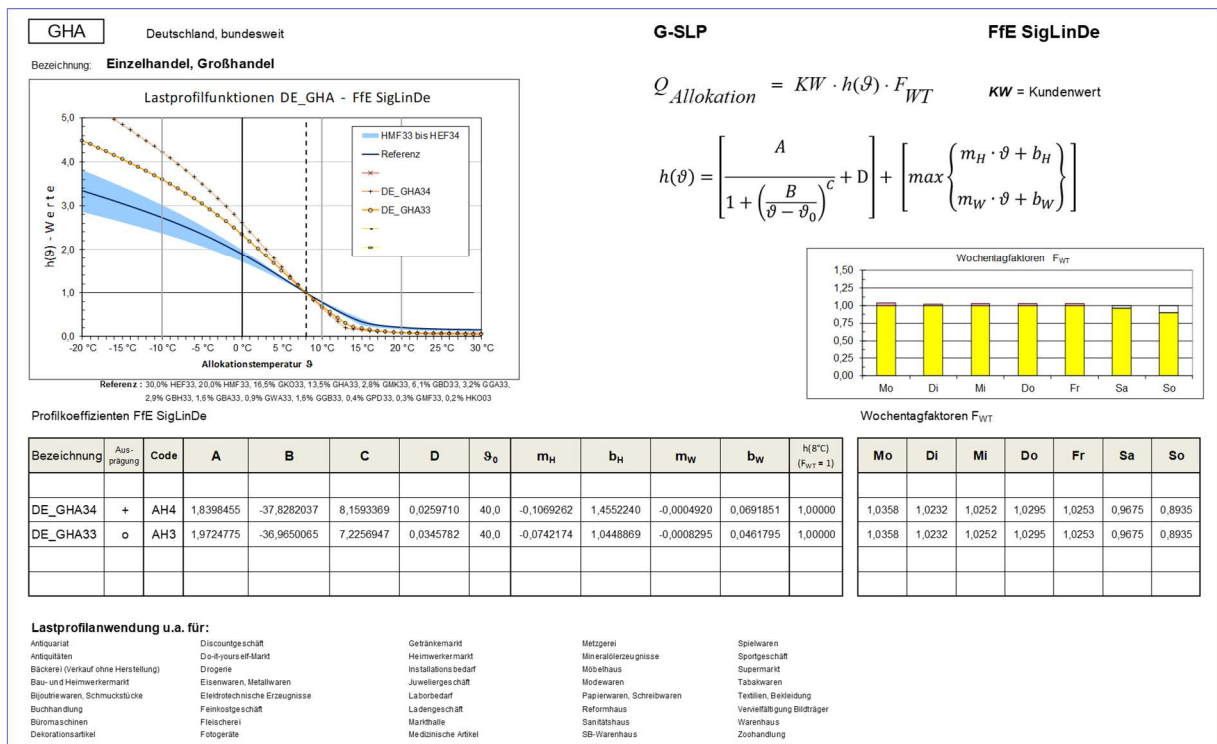 GHA
Deutschland, bundesweit
G-SLP
FfE SigLinDe
Bezeichnung: Einzelhandel, Großhandel
Q Allokation = KW · h(ϑ) · F WT
KW = Kundenwert
h(ϑ) = [ A / (1 + (B / (ϑ − ϑ0))^C) + D ] + [ max { mH · ϑ + bH ; mW · ϑ + bW } ]
Lastprofilfunktionen DE_GHA - FfE SigLinDe
h(ϑ) - Werte
5,0
4,0
3,0
2,0
1,0
0,0
-20 °C -15 °C -10 °C -5 °C 0 °C 5 °C 10 °C 15 °C 20 °C 25 °C 30 °C
Allokationstemperatur ϑ
HMF33 bis HEF34
Referenz
DE_GHA34
DE_GHA33
Referenz : 30,0% HEF33, 20,0% HMF33, 16,5% GKO33, 13,5% GHA33, 2,8% GMK33, 6,1% GBD33, 3,2% GGA33,
2,9% GBH33, 1,6% GBA33, 0,9% GWA33, 1,6% GGB33, 0,4% GPD33, 0,3% GMF33, 0,2% HKO03
Wochentagfaktoren FWT
1,50
1,25
1,00
0,75
0,50
0,25
0,00
Mo Di Mi Do Fr Sa So
Profilkoeffizienten FfE SigLinDe
Bezeichnung Aus-prägung Code A B C D ϑ0 mH bH mW bW h(8°C) (FWT = 1)
DE_GHA34 + AH4 1,8398455 -37,8282037 8,1593369 0,0259710 40,0 -0,1069262 1,4552240 -0,0004920 0,0691851 1,00000
DE_GHA33 o AH3 1,9724775 -36,9650065 7,2256947 0,0345782 40,0 -0,0742174 1,0448869 -0,0008295 0,0461795 1,00000
Wochentagfaktoren FWT
Mo Di Mi Do Fr Sa So
1,0358 1,0232 1,0252 1,0295 1,0253 0,9675 0,8935
1,0358 1,0232 1,0252 1,0295 1,0253 0,9675 0,8935
Lastprofilanwendung u.a. für:
Antiquariat
Antiquitäten
Bäckerei (Verkauf ohne Herstellung)
Bau- und Heimwerkermarkt
Bijoutriewaren, Schmuckstücke
Buchhandlung
Büromaschinen
Dekorationsartikel
Discountgeschäft
Do-it-yourself-Markt
Drogerie
Eisenwaren, Metallwaren
Elektrotechnische Erzeugnisse
Feinkostgeschäft
Fleischerei
Fotogeräte
Getränkemarkt
Heimwerkermarkt
Installationsbedarf
Juweliergeschäft
Laborbedarf
Ladengeschäft
Markthalle
Medizinische Artikel
Metzgerei
Mineralölerzeugnisse
Möbelhaus
Modewaren
Papierwaren, Schreibwaren
Reformhaus
Sanitätshaus
SB-Warenhaus
Spielwaren
Sportgeschäft
Supermarkt
Tabakwaren
Textilien, Bekleidung
Vervielfältigung Bildträger
Warenhaus
Zoohandlung